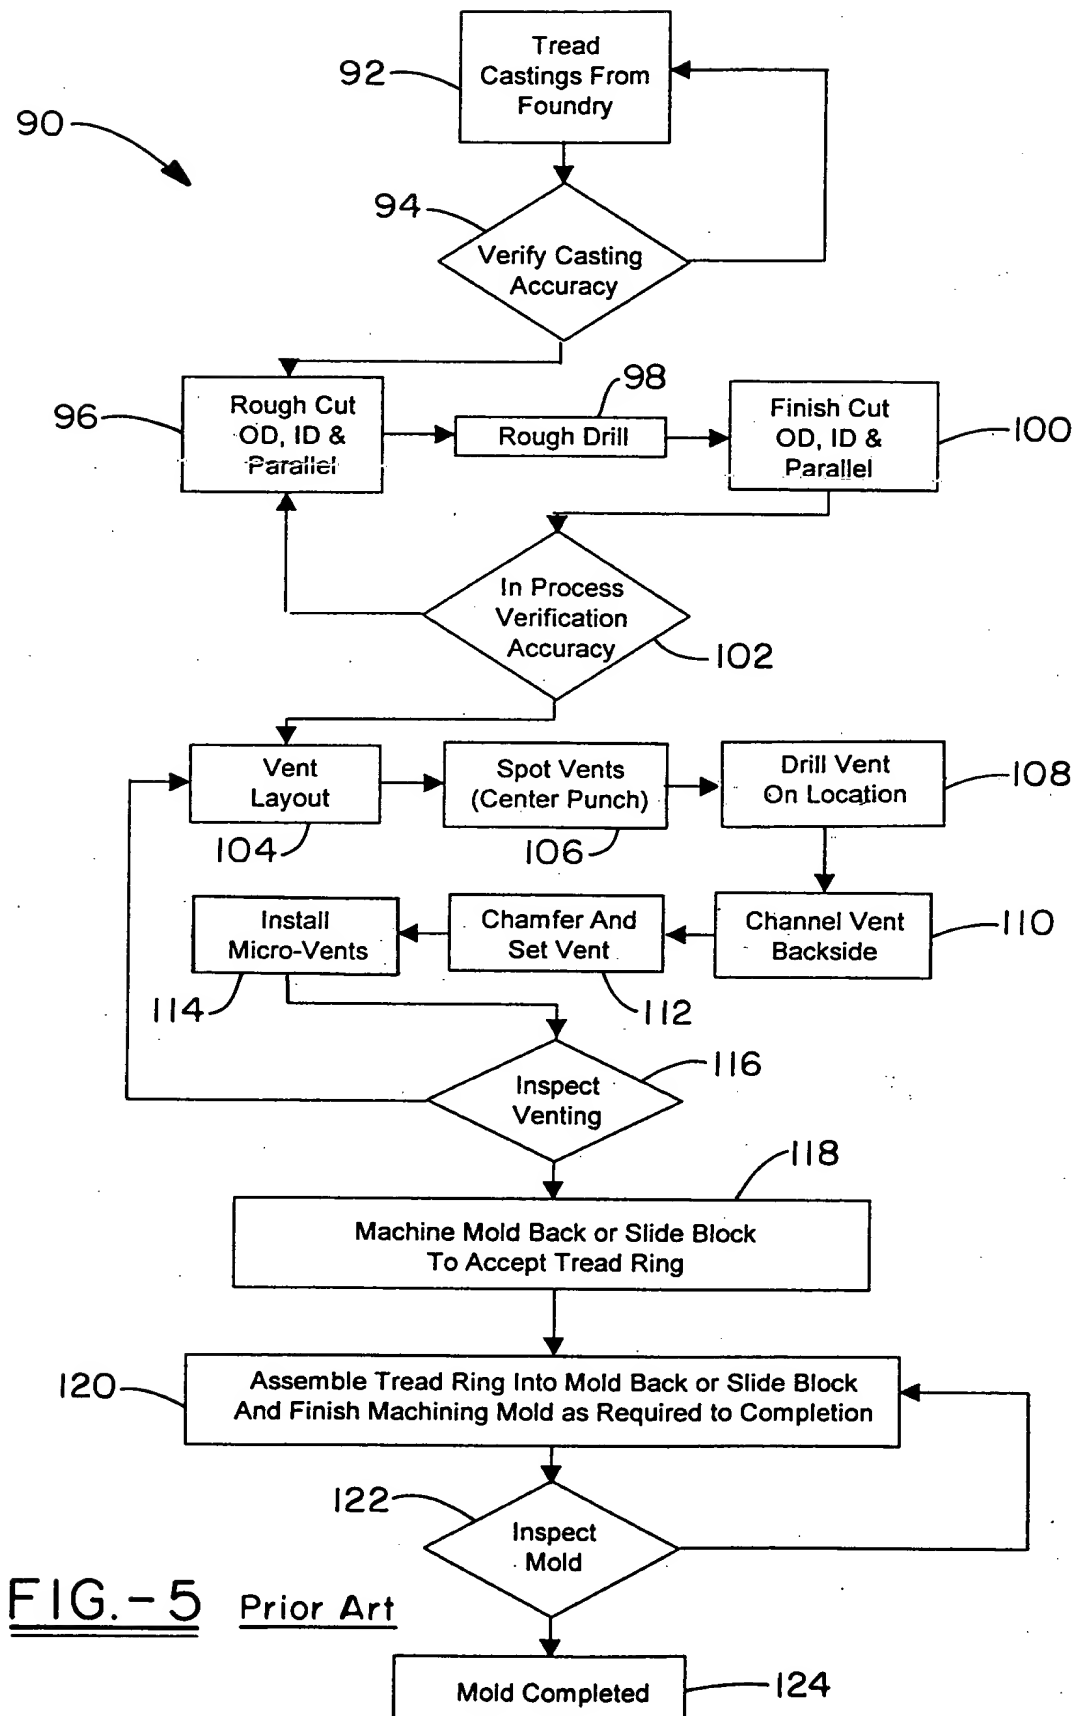 Tread
Castings From
Foundry
92
90
94
Verify Casting
Accuracy
96
Rough Cut
OD, ID &
Parallel
98
Rough Drill
Finish Cut
OD, ID &
Parallel
100
In Process
Verification
Accuracy
102
Vent
Layout
104
Spot Vents
(Center Punch)
106
Drill Vent
On Location
108
Install
Micro-Vents
114
Chamfer And
Set Vent
112
Channel Vent
Backside
110
Inspect
Venting
116
118
Machine Mold Back or Slide Block
To Accept Tread Ring
120
Assemble Tread Ring Into Mold Back or Slide Block
And Finish Machining Mold as Required to Completion
122
Inspect
Mold
FIG.-5 Prior Art
Mold Completed
124